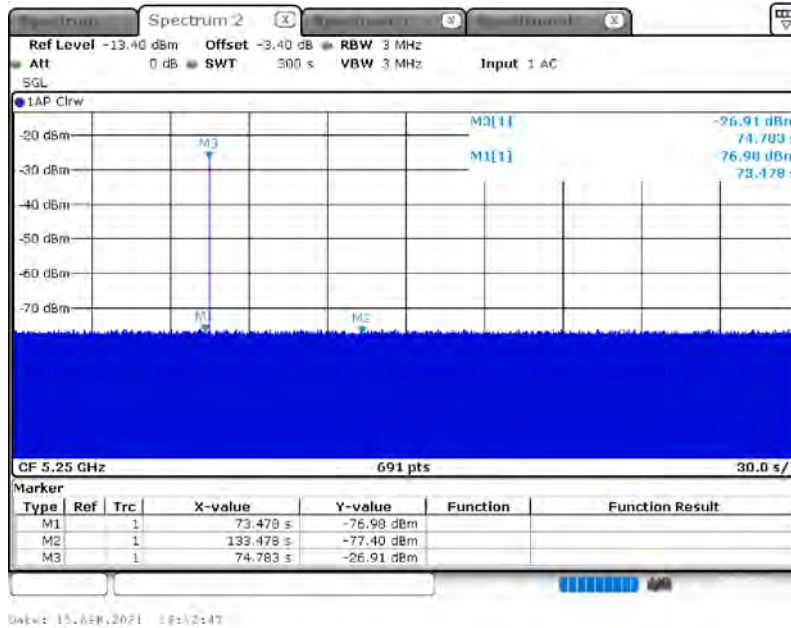 Spectrum 2 X
X
X
Ref Level -13.40 dBm Offset -3.40 dB RBW 3 MHz
Att 0 dB SWT 300 s VBW 3 MHz Input 1 AC
SGL
1AP Clrw
M3[1] -26.91 dBm
74.783 s
M1[1] -76.98 dBm
73.478 s
-20 dBm
M3
-30 dBm
-40 dBm
-50 dBm
-60 dBm
-70 dBm
M1 M2
CF 5.25 GHz 691 pts 30.0 s/
Marker
Type Ref Trc X-value Y-value Function Function Result
M1 1 73.478 s -76.98 dBm
M2 1 133.478 s -77.40 dBm
M3 1 74.783 s -26.91 dBm